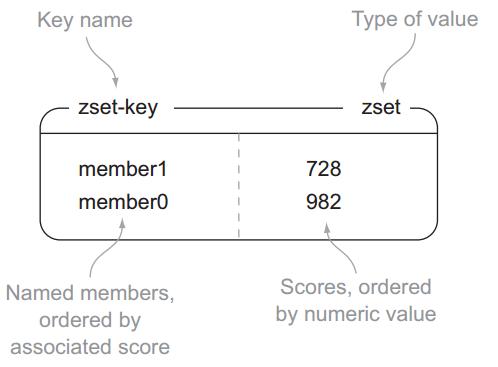 Key name
Type of value
zset-key
zset
member1
728
member0
982
Named members,
ordered by
associated score
Scores, ordered
by numeric value